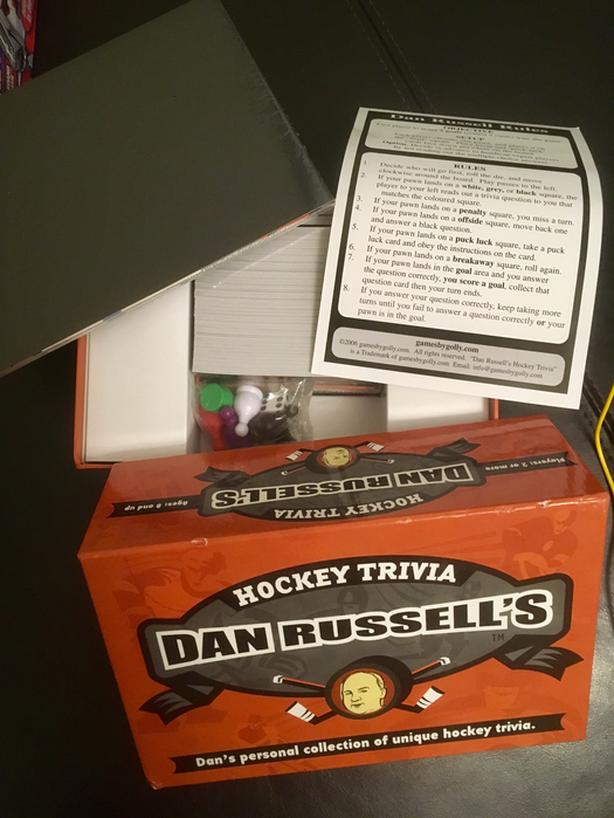 Dan Russell Rules
OBJECTIVE
SETUP
RULES
1. Decide who will go first, roll the die, and move
clockwise around the board. Play passes to the left.
2. If your pawn lands on a white, grey, or black square, the
player to your left reads out a trivia question to you that
matches the coloured square.
3. If your pawn lands on a penalty square, you miss a turn.
4. If your pawn lands on a offside square, move back one
and answer a black question.
5. If your pawn lands on a puck luck square, take a puck
luck card and obey the instructions on the card.
6. If your pawn lands on a breakaway square, roll again.
7. If your pawn lands in the goal area and you answer
the question correctly, you score a goal, collect that
question card then your turn ends.
8. If you answer your question correctly, keep taking more
turns until you fail to answer a question correctly or your
pawn is in the goal.
gamesbygolly.com
©2006 gamesbygolly.com. All rights reserved. "Dan Russell's Hockey Trivia"
is a Trademark of gamesbygolly.com Email: info@gamesbygolly.com
Players: 2 or more
HOCKEY TRIVIA
DAN RUSSELL'S
Ages: 8 and up
HOCKEY TRIVIA
DAN RUSSELL'S
TM
Dan's personal collection of unique hockey trivia.